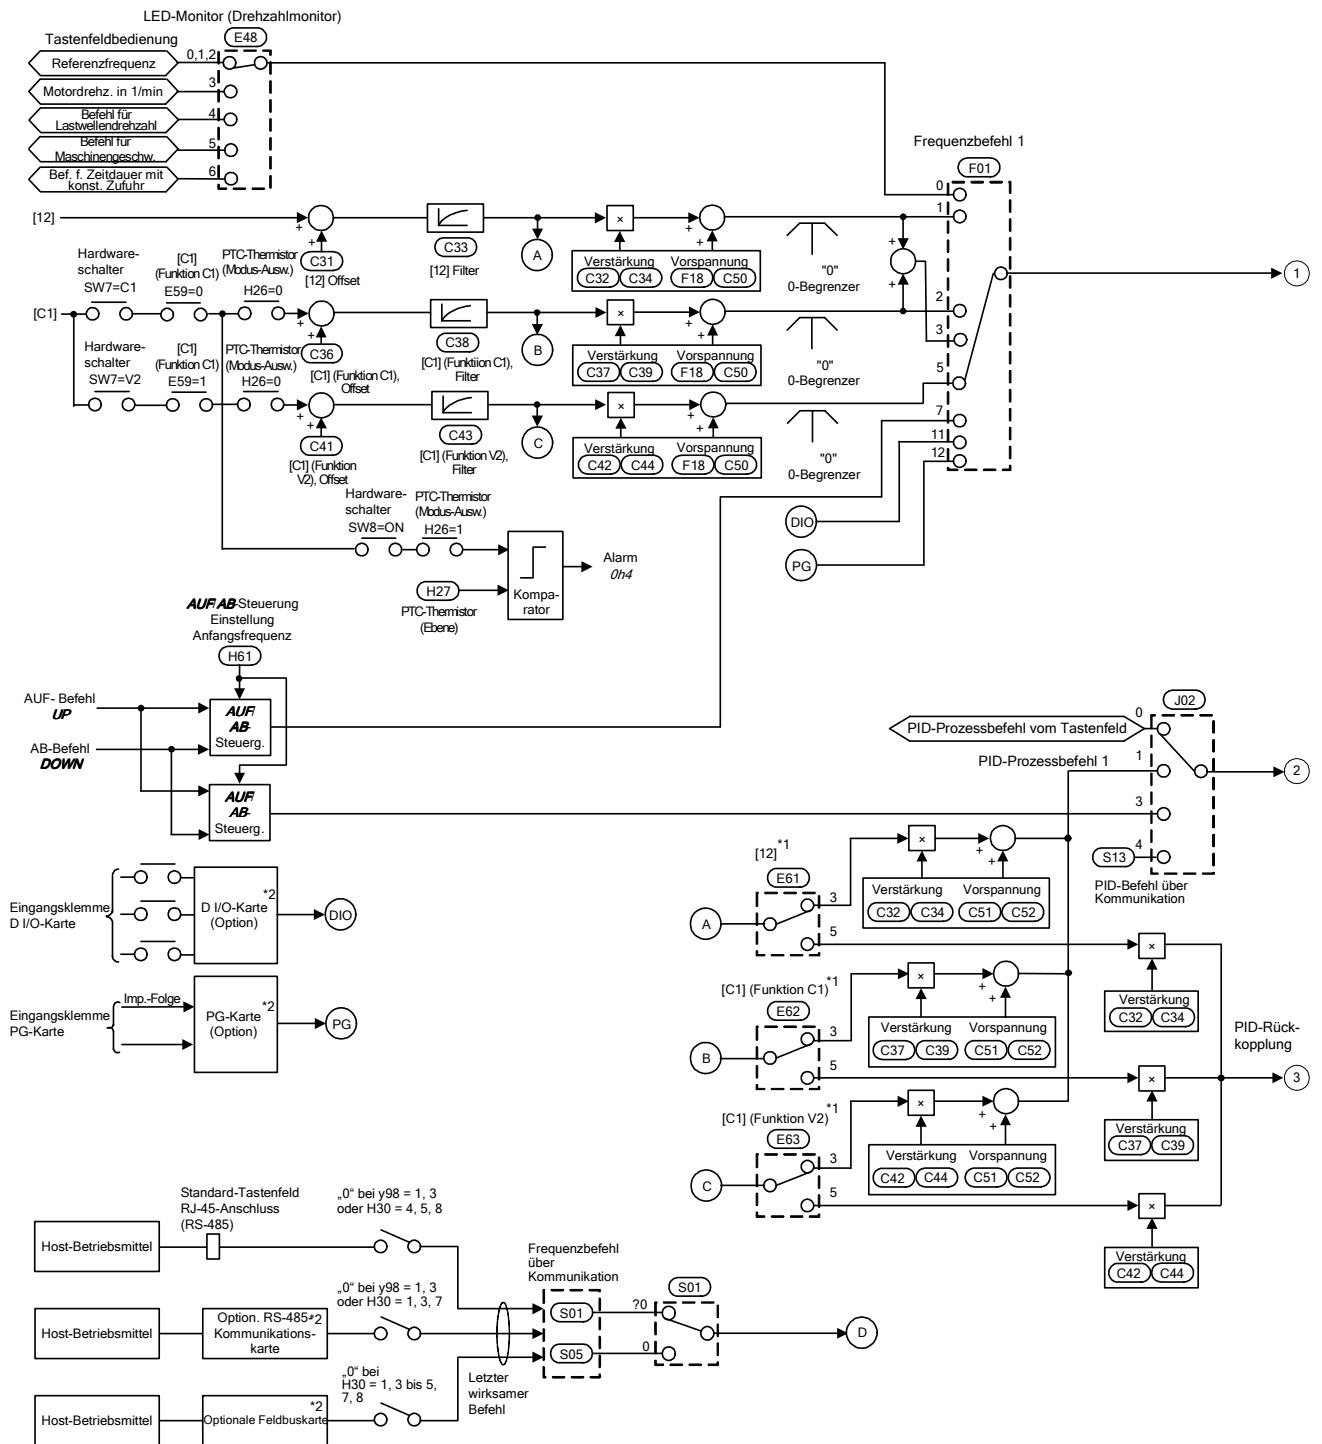 LED-Monitor (Drehzahlmonitor)
Tastenfeldbedienung
E48
Referenzfrequenz
0,1,2
Motordrehz. in 1/min
3
Befehl für
Lastwellendrehzahl
4
Befehl für
Maschinengeschw.
5
Bef. f. Zeitdauer mit
konst. Zufuhr
6
Frequenzbefehl 1
F01
0
1
2
3
5
7
11
12
1
[12]
+
+
C31
[12] Offset
C33
[12] Filter
A
×
Verstärkung
C32 C34
+
+
Vorspannung
F18 C50
"0"
0-Begrenzer
+
+
Hardware-
schalter
SW7=C1
[C1]
(Funktion C1)
E59=0
PTC-Thermistor
(Modus-Ausw.)
H26=0
[C1]
+
+
C36
[C1] (Funktion C1),
Offset
C38
[C1] (Funktiion C1),
Filter
B
×
Verstärkung
C37 C39
+
+
Vorspannung
F18 C50
"0"
0-Begrenzer
Hardware-
schalter
SW7=V2
[C1]
(Funktion C1)
E59=1
PTC-Thermistor
(Modus-Ausw.)
H26=0
+
+
C41
[C1] (Funktion
V2), Offset
C43
[C1] (Funktion V2),
Filter
C
×
Verstärkung
C42 C44
+
+
Vorspannung
F18 C50
"0"
0-Begrenzer
Hardware-
schalter
SW8=ON
PTC-Thermistor
(Modus-Ausw.)
H26=1
H27
PTC-Thermistor
(Ebene)
Kompa-
rator
Alarm
0h4
DIO
PG
AUF/AB-Steuerung
Einstellung
Anfangsfrequenz
H61
AUF- Befehl
UP
AB-Befehl
DOWN
AUF/
AB-
Steuerg.
AUF/
AB-
Steuerg.
J02
PID-Prozessbefehl vom Tastenfeld
0
PID-Prozessbefehl 1
1
3
4
2
S13
PID-Befehl über
Kommunikation
Eingangsklemme
D I/O-Karte
D I/O-Karte
(Option)
*2
DIO
Eingangsklemme
PG-Karte
Imp.-Folge
PG-Karte
(Option)
*2
PG
[12]*1
E61
A
3
5
×
+
+
Verstärkung Vorspannung
C32 C34 C51 C52
×
Verstärkung
C32 C34
[C1] (Funktion C1)*1
E62
B
3
5
×
+
+
Verstärkung Vorspannung
C37 C39 C51 C52
×
Verstärkung
C37 C39
PID-Rück-
kopplung
3
[C1] (Funktion V2)*1
E63
C
3
5
×
+
+
Verstärkung Vorspannung
C42 C44 C51 C52
×
Verstärkung
C42 C44
Standard-Tastenfeld
RJ-45-Anschluss
(RS-485)
„0“ bei y98 = 1, 3
oder H30 = 4, 5, 8
Host-Betriebsmittel
„0“ bei y98 = 1, 3
oder H30 = 1, 3, 7
Host-Betriebsmittel
Option. RS-485*2
Kommunikations-
karte
„0“ bei
H30 = 1, 3 bis 5,
7, 8
Host-Betriebsmittel
Optionale Feldbuskarte
*2
Letzter
wirksamer
Befehl
Frequenzbefehl
über
Kommunikation
S01
S05
S01
?0
0
D